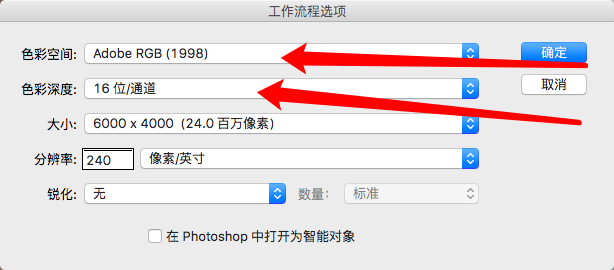 工作流程选项
色彩空间: Adobe RGB (1998) 确定
色彩深度: 16 位/通道 取消
大小: 6000 x 4000 (24.0 百万像素)
分辨率: 240 像素/英寸
锐化: 无 数量: 标准
在 Photoshop 中打开为智能对象